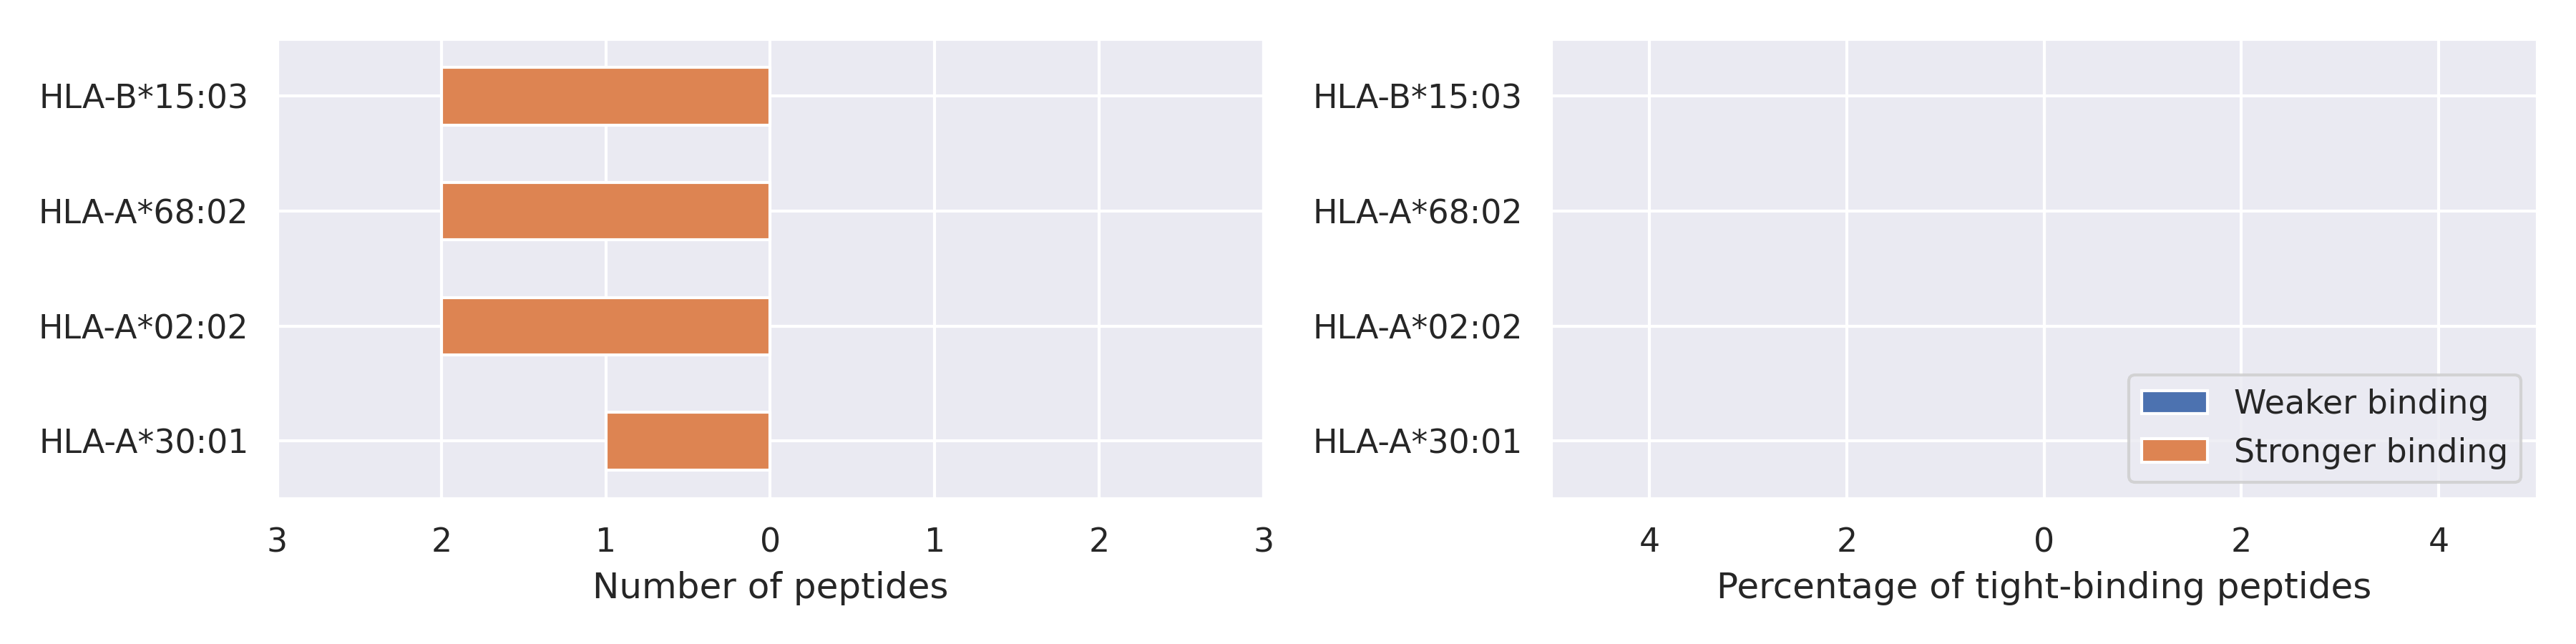 HLA-B*15:03
HLA-A*68:02
HLA-A*02:02
HLA-A*30:01
3 2 1 0 1 2 3
Number of peptides
HLA-B*15:03
HLA-A*68:02
HLA-A*02:02
HLA-A*30:01
Weaker binding
Stronger binding
4 2 0 2 4
Percentage of tight-binding peptides